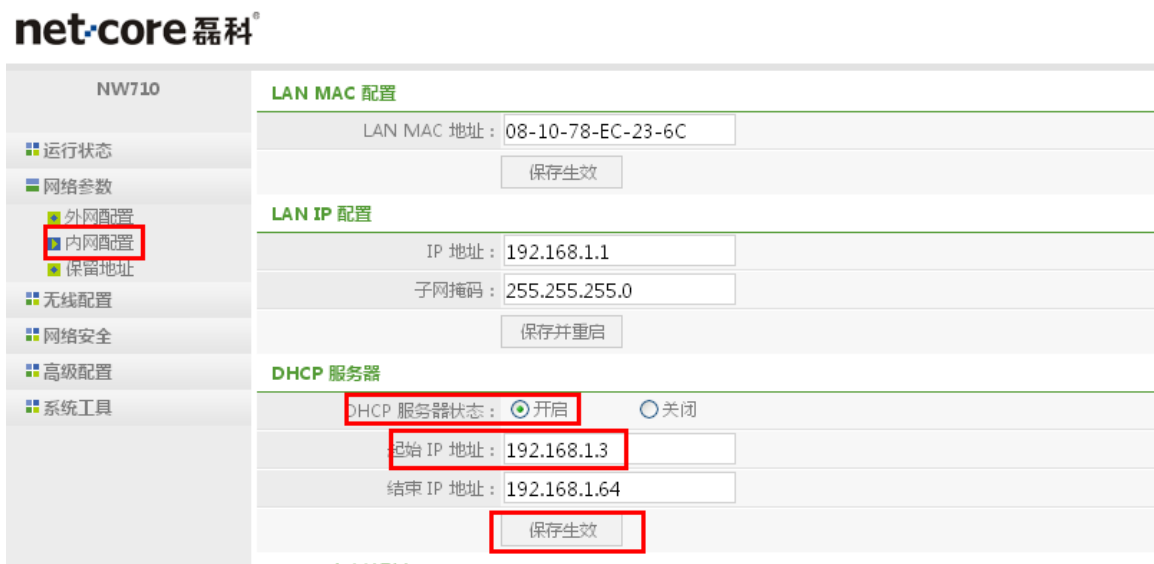 net·core 磊科®
NW710
运行状态
网络参数
外网配置
内网配置
保留地址
无线配置
网络安全
高级配置
系统工具
LAN MAC 配置
LAN MAC 地址： 08-10-78-EC-23-6C
保存生效
LAN IP 配置
IP 地址： 192.168.1.1
子网掩码： 255.255.255.0
保存并重启
DHCP 服务器
DHCP 服务器状态： 开启 关闭
起始 IP 地址： 192.168.1.3
结束 IP 地址： 192.168.1.64
保存生效